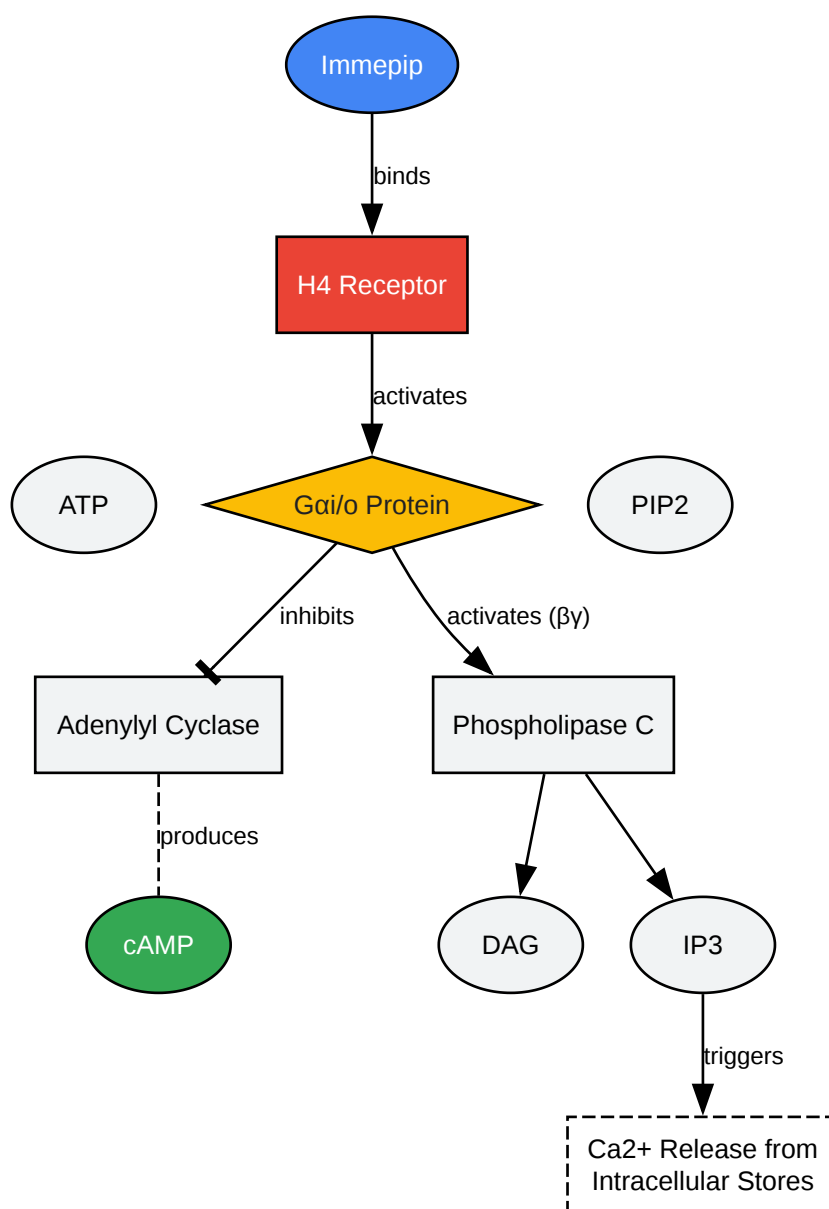 Immepip
binds
H4 Receptor
activates
ATP
Gαi/o Protein
PIP2
inhibits
activates (βγ)
Adenylyl Cyclase
Phospholipase C
produces
cAMP
DAG
IP3
triggers
Ca2+ Release from
Intracellular Stores